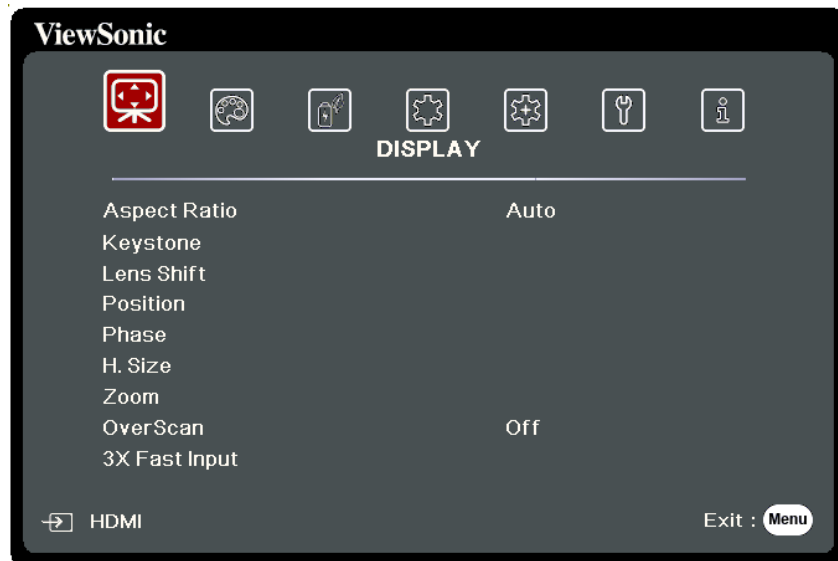 ViewSonic
DISPLAY
Aspect Ratio Auto
Keystone
Lens Shift
Position
Phase
H. Size
Zoom
OverScan Off
3X Fast Input
HDMI Exit : Menu